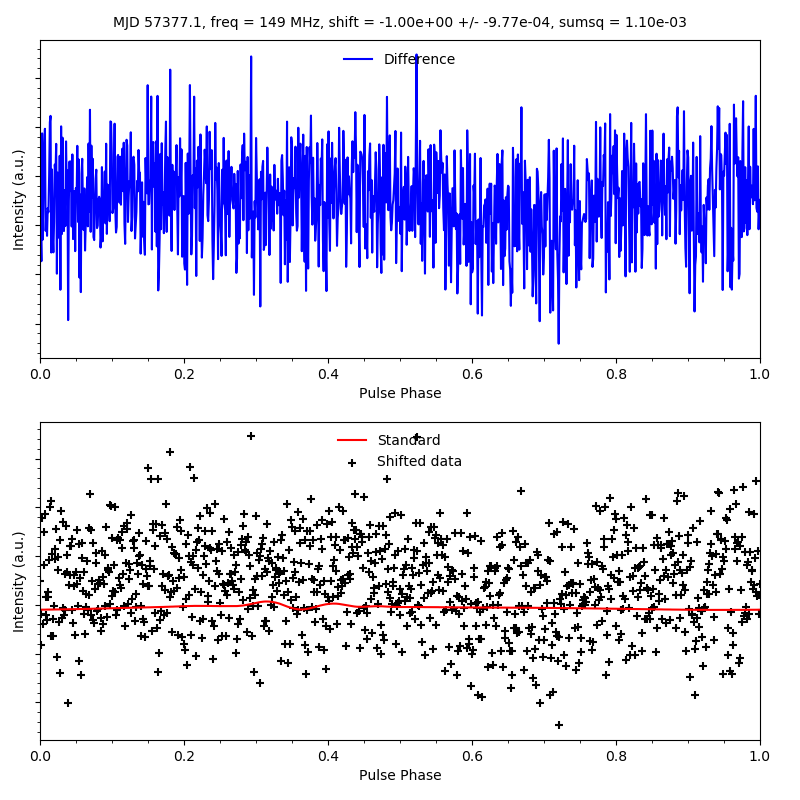 MJD 57377.1, freq = 149 MHz, shift = -1.00e+00 +/- -9.77e-04, sumsq = 1.10e-03
Difference
Intensity (a.u.)
0.0 0.2 0.4 0.6 0.8 1.0
Pulse Phase
Standard
Shifted data
Intensity (a.u.)
0.0 0.2 0.4 0.6 0.8 1.0
Pulse Phase